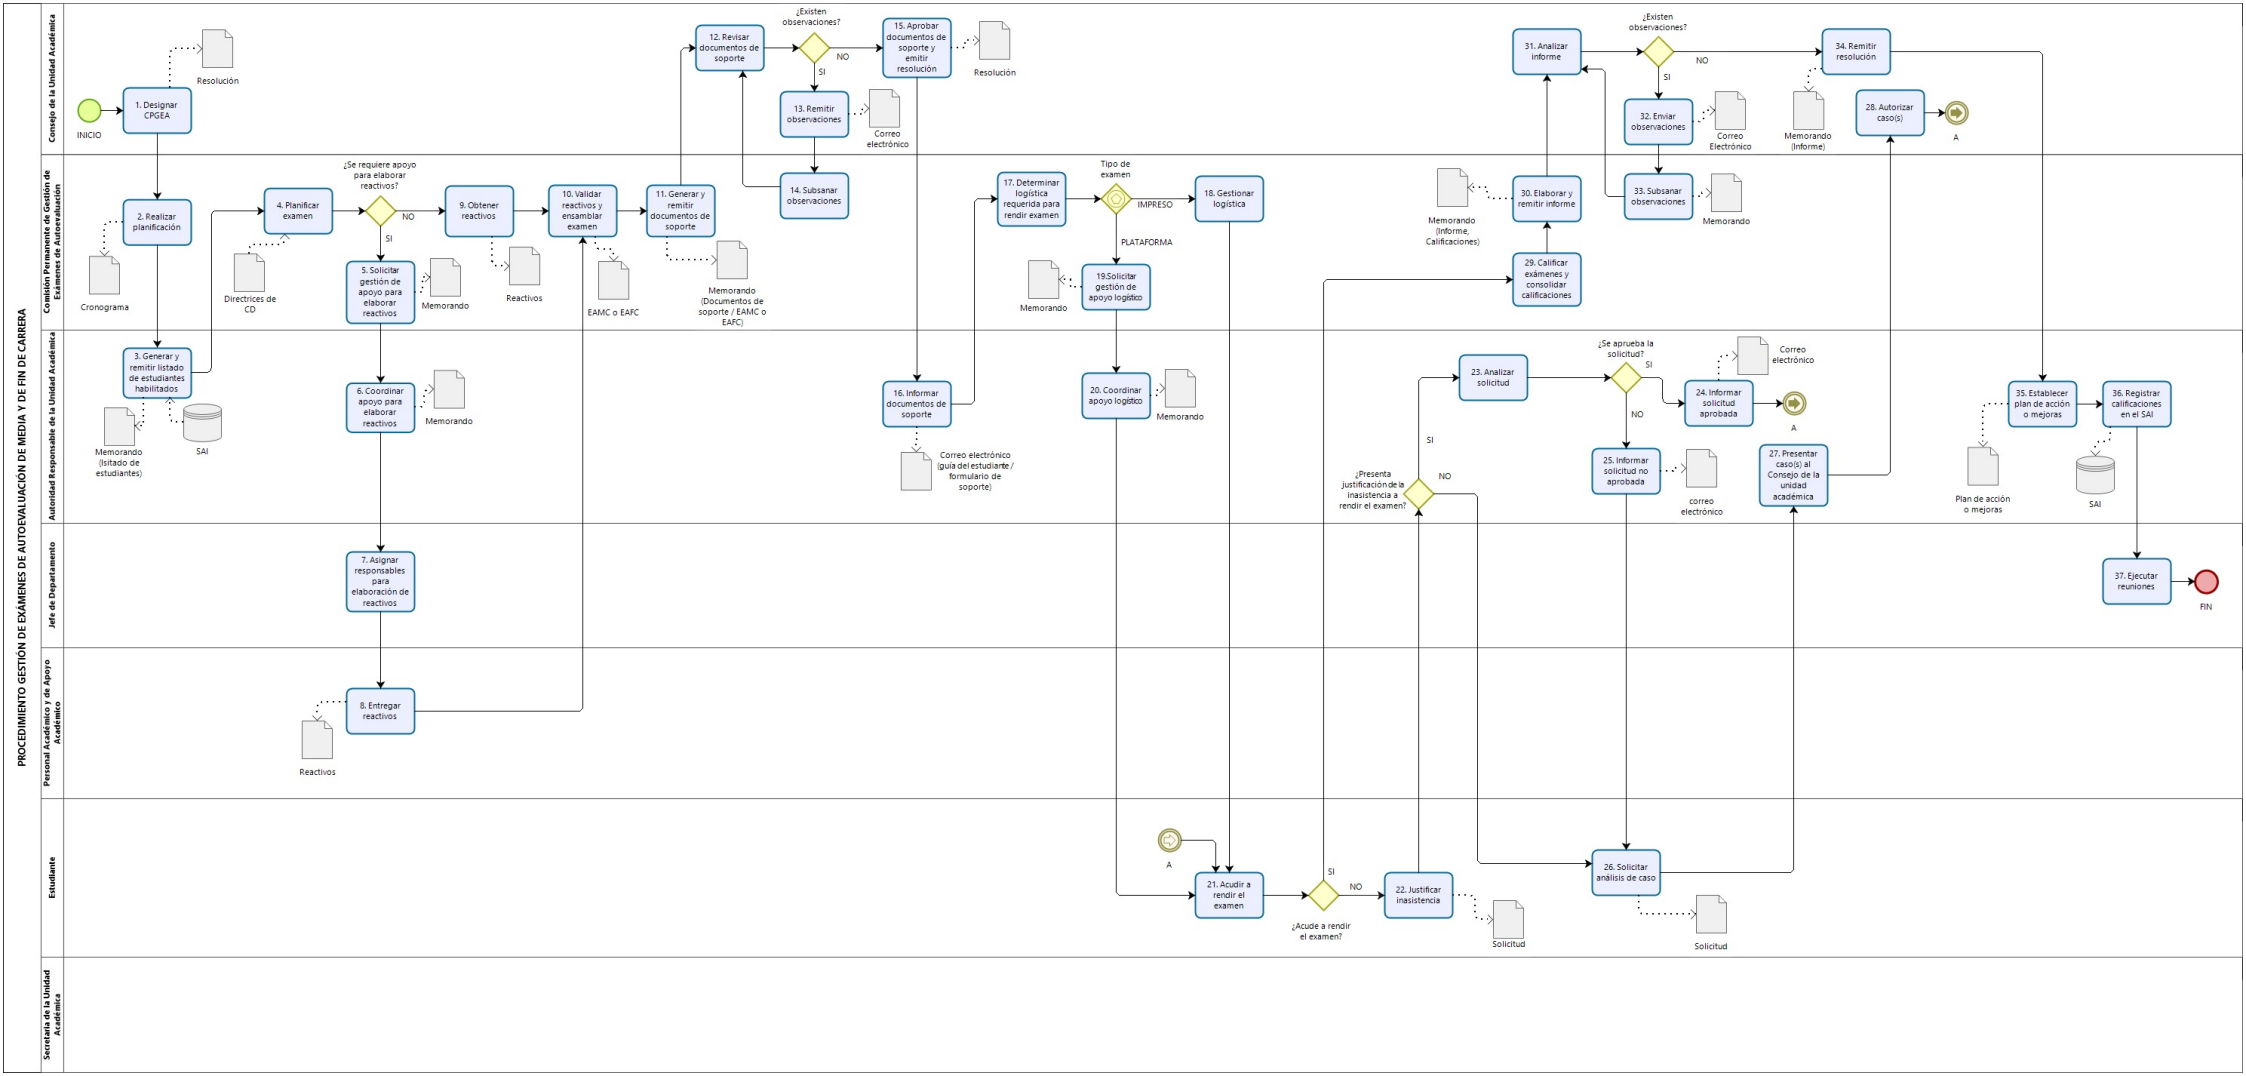 PROCEDIMIENTO GESTIÓN DE EXÁMENES DE AUTOEVALUACIÓN DE MEDIA Y DE FIN DE CARRERA
Consejo de la Unidad Académica
INICIO
1. Designar
CPGEA
Resolución
12. Revisar
documentos de
soporte
¿Existen
observaciones?
NO
SI
13. Remitir
observaciones
Correo
electrónico
15. Aprobar
documentos de
soporte y
emitir
resolución
Resolución
31. Analizar
informe
¿Existen
observaciones?
NO
SI
32. Enviar
observaciones
Correo
Electrónico
34. Remitir
resolución
Memorando
(Informe)
28. Autorizar
caso(s)
A
Comisión Permanente de Gestión de
Exámenes de Autoevaluación
2. Realizar
planificación
Cronograma
4. Planificar
examen
Directrices de
CD
¿Se requiere apoyo
para elaborar
reactivos?
NO
SI
5. Solicitar
gestión de
apoyo para
elaborar
reactivos
Memorando
9. Obtener
reactivos
Reactivos
10. Validar
reactivos y
ensamblar
examen
EAMC o EAFC
11. Generar y
remitir
documentos de
soporte
Memorando
(Documentos de
soporte / EAMC o
EAFC)
14. Subsanar
observaciones
17. Determinar
logística
requerida para
rendir examen
Tipo de
examen
IMPRESO
PLATAFORMA
18. Gestionar
logística
19.Solicitar
gestión de
apoyo logístico
Memorando
30. Elaborar y
remitir informe
Memorando
(Informe,
Calificaciones)
29. Calificar
exámenes y
consolidar
calificaciones
33. Subsanar
observaciones
Memorando
Autoridad Responsable de la Unidad Académica
3. Generar y
remitir listado
de estudiantes
habilitados
Memorando
(lsitado de
estudiantes)
SAI
6. Coordinar
apoyo para
elaborar
reactivos
Memorando
16. Informar
documentos de
soporte
Correo electrónico
(guía del estudiante /
formulario de
soporte)
20. Coordinar
apoyo logístico
Memorando
¿Presenta
justificación de la
inasistencia a
rendir el examen?
SI
NO
23. Analizar
solicitud
¿Se aprueba la
solicitud?
SI
NO
24. Informar
solicitud
aprobada
Correo
electrónico
A
25. Informar
solicitud no
aprobada
correo
electrónico
27. Presentar
caso(s) al
Consejo de la
unidad
académica
35. Establecer
plan de acción
o mejoras
Plan de acción
o mejoras
36. Registrar
calificaciones
en el SAI
SAI
Jefe de Departamento
7. Asignar
responsables
para
elaboración de
reactivos
37. Ejecutar
reuniones
FIN
Personal Académico y de Apoyo
Académico
8. Entregar
reactivos
Reactivos
Estudiante
A
21. Acudir a
rendir el
examen
SI
NO
¿Acude a rendir
el examen?
22. Justificar
inasistencia
Solicitud
26. Solicitar
análisis de caso
Solicitud
Secretaria de la Unidad
Académica